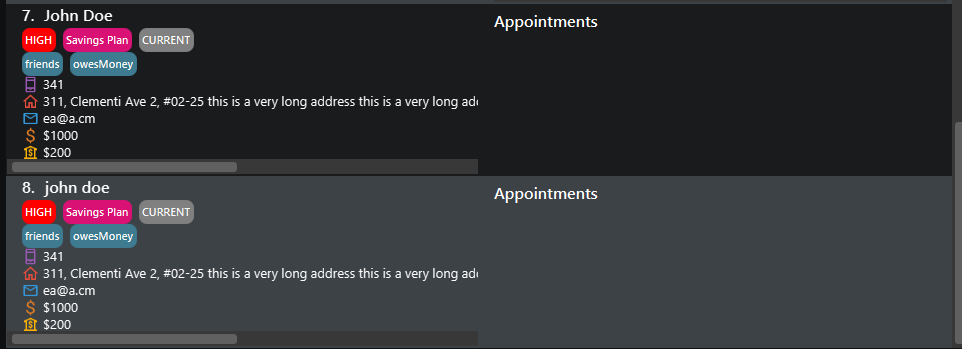 7. John Doe
Appointments
HIGH Savings Plan CURRENT
friends owesMoney
341
311, Clementi Ave 2, #02-25 this is a very long address this is a very long
ea@a.cm
$1000
$200
8. john doe
Appointments
HIGH Savings Plan CURRENT
friends owesMoney
341
311, Clementi Ave 2, #02-25 this is a very long address this is a very long
ea@a.cm
$1000
$200